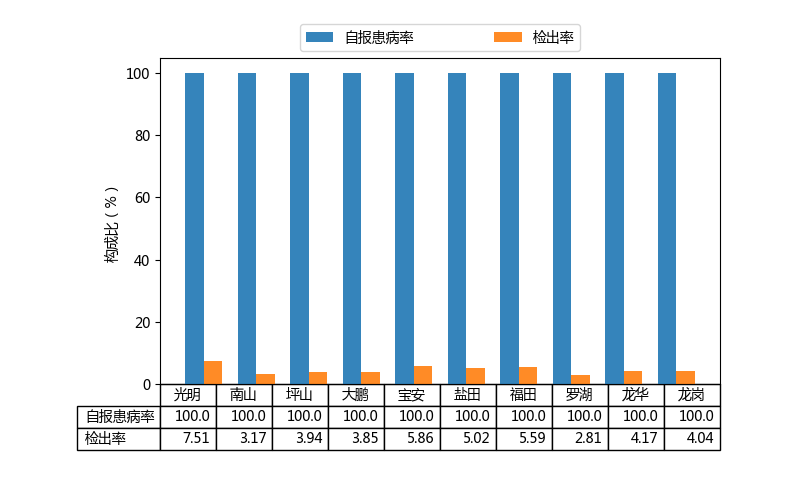 自报患病率 检出率
100
80
60
40
20
0
构成比(%)
光明 南山 坪山 大鹏 宝安 盐田 福田 罗湖 龙华 龙岗
自报患病率 100.0 100.0 100.0 100.0 100.0 100.0 100.0 100.0 100.0 100.0
检出率 7.51 3.17 3.94 3.85 5.86 5.02 5.59 2.81 4.17 4.04